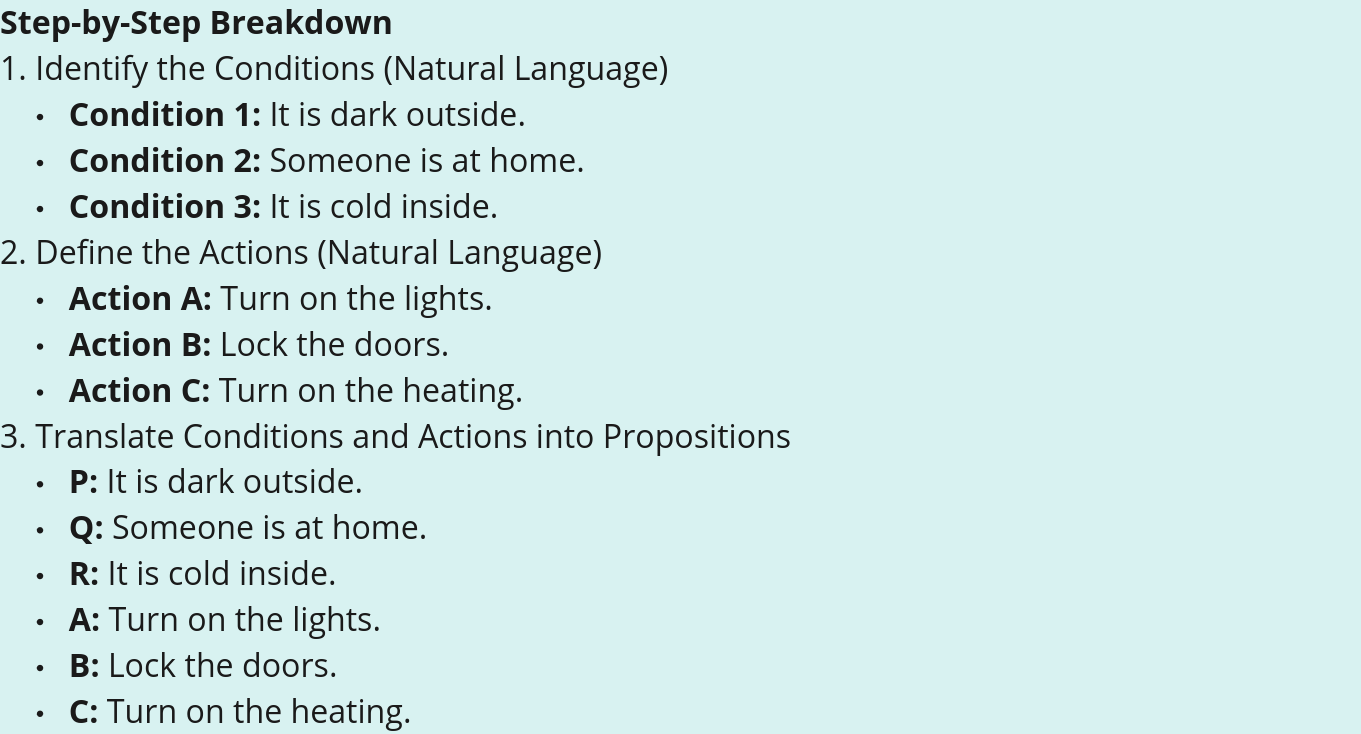 Step-by-Step Breakdown
1. Identify the Conditions (Natural Language)
• Condition 1: It is dark outside.
• Condition 2: Someone is at home.
• Condition 3: It is cold inside.
2. Define the Actions (Natural Language)
• Action A: Turn on the lights.
• Action B: Lock the doors.
• Action C: Turn on the heating.
3. Translate Conditions and Actions into Propositions
• P: It is dark outside.
• Q: Someone is at home.
• R: It is cold inside.
• A: Turn on the lights.
• B: Lock the doors.
• C: Turn on the heating.